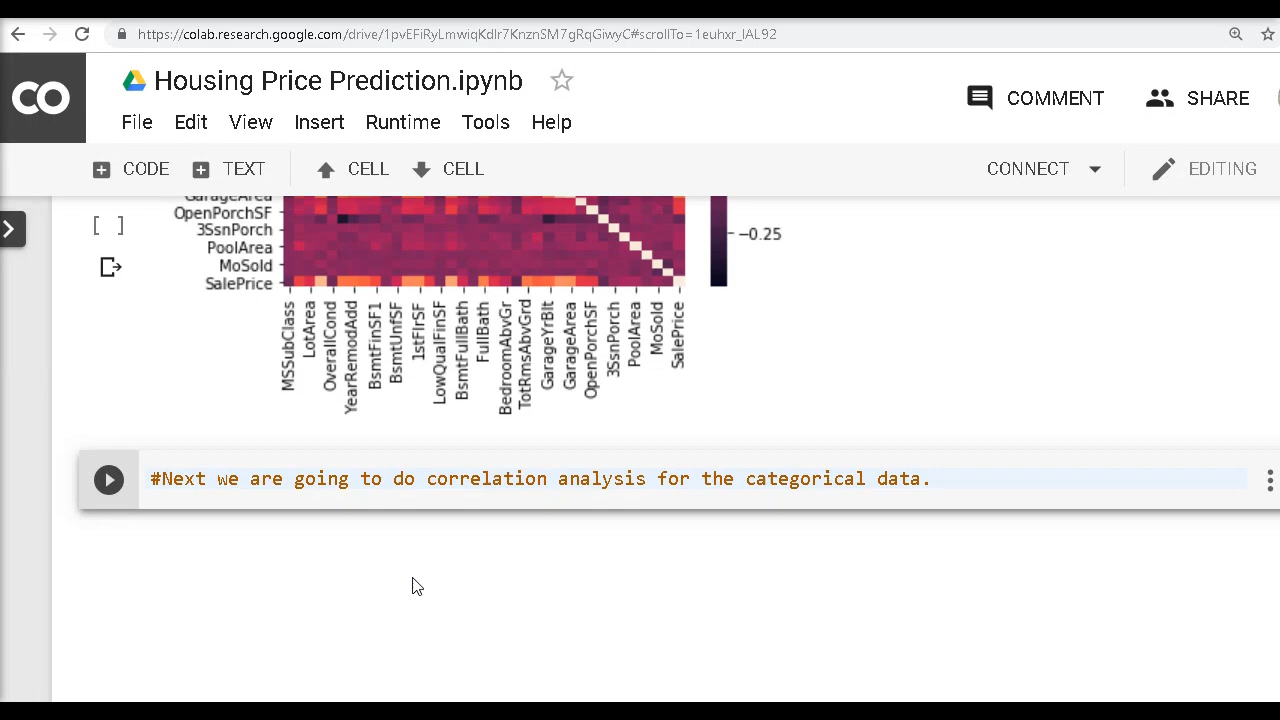 https://colab.research.google.com/drive/1pvEFiRyLmwiqKdlr7KnznSM7gRqGiwyC#scrollTo=1euhxr_IAL92
CO
Housing Price Prediction.ipynb
COMMENT
SHARE
File Edit View Insert Runtime Tools Help
CODE TEXT CELL CELL
CONNECT
EDITING
GarageArea
[ ]
OpenPorchSF
3SsnPorch
PoolArea
MoSold
SalePrice
−0.25
MSSubClass
LotArea
OverallCond
YearRemodAdd
BsmtFinSF1
BsmtUnfSF
1stFlrSF
LowQualFinSF
BsmtFullBath
FullBath
BedroomAbvGr
TotRmsAbvGrd
GarageYrBlt
GarageArea
OpenPorchSF
3SsnPorch
PoolArea
MoSold
SalePrice
#Next we are going to do correlation analysis for the categorical data.